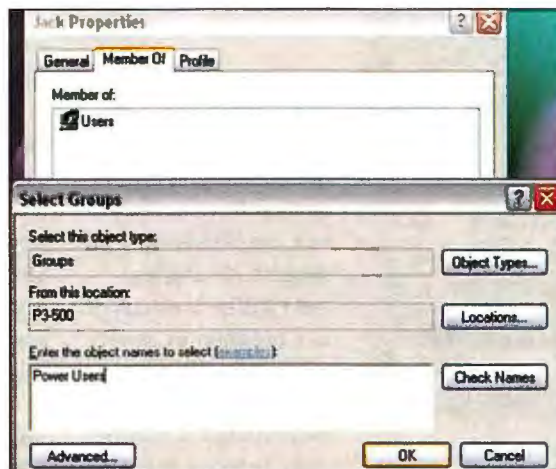 Jack Properties
General Member Of Profile
Member of:
Users
Select Groups
Select this object type:
Groups
Object Types...
From this location:
P3-500
Locations...
Enter the object names to select (examples):
Power Users
Check Names
Advanced...
OK
Cancel